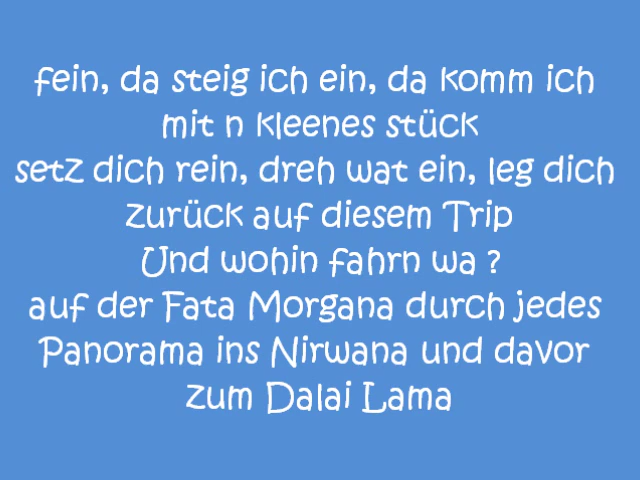 fein, da steig ich ein, da komm ich
mit n kleenes stück
setz dich rein, dreh wat ein, leg dich
zurück auf diesem Trip
Und wohin fahrn wa ?
auf der Fata Morgana durch jedes
Panorama ins Nirwana und davor
zum Dalai Lama